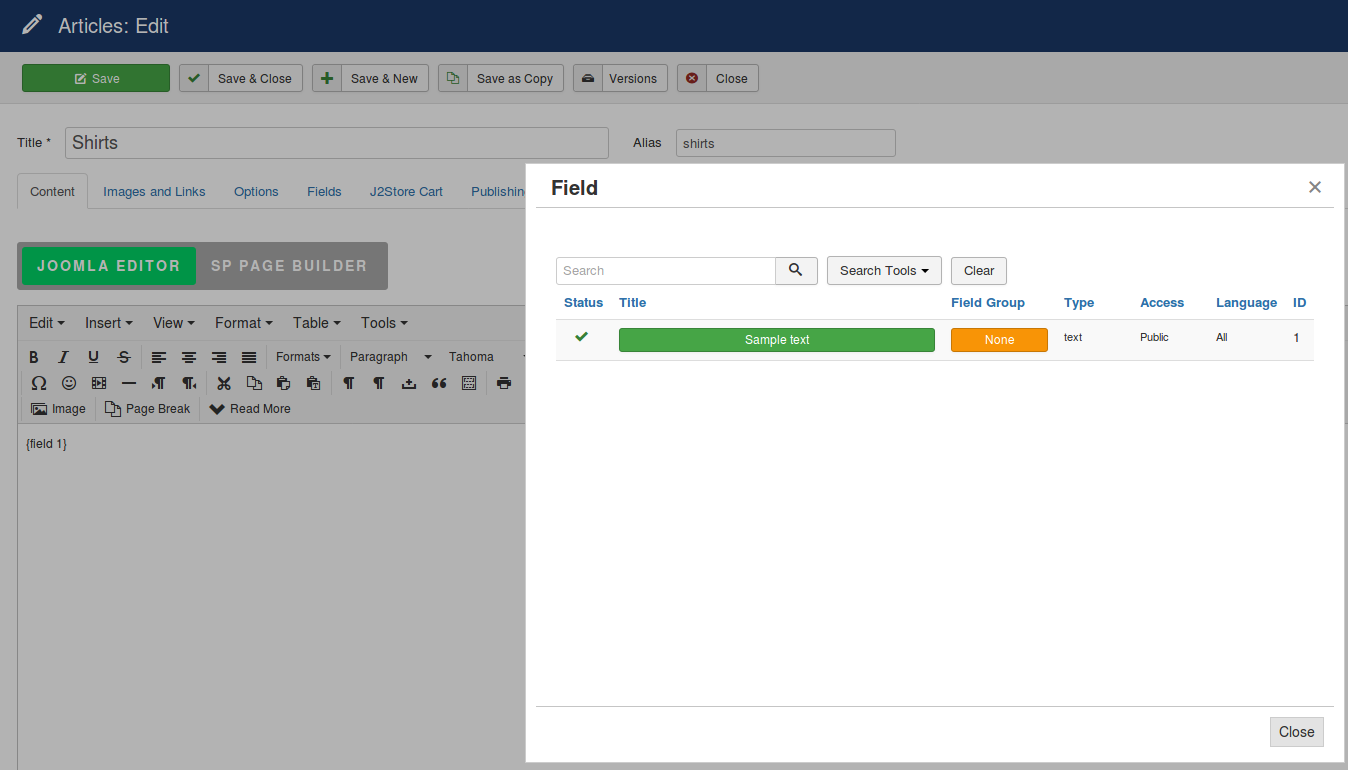 Articles: Edit
Save
Save & Close
Save & New
Save as Copy
Versions
Close
Title *
Shirts
Alias
shirts
Content
Images and Links
Options
Fields
J2Store Cart
Publishin
JOOMLA EDITOR
SP PAGE BUILDER
Edit
Insert
View
Format
Table
Tools
B I U S
Formats
Paragraph
Tahoma
Image
Page Break
Read More
{field 1}
Field
×
Search
Search Tools
Clear
Status Title Field Group Type Access Language ID
Sample text None text Public All 1
Close